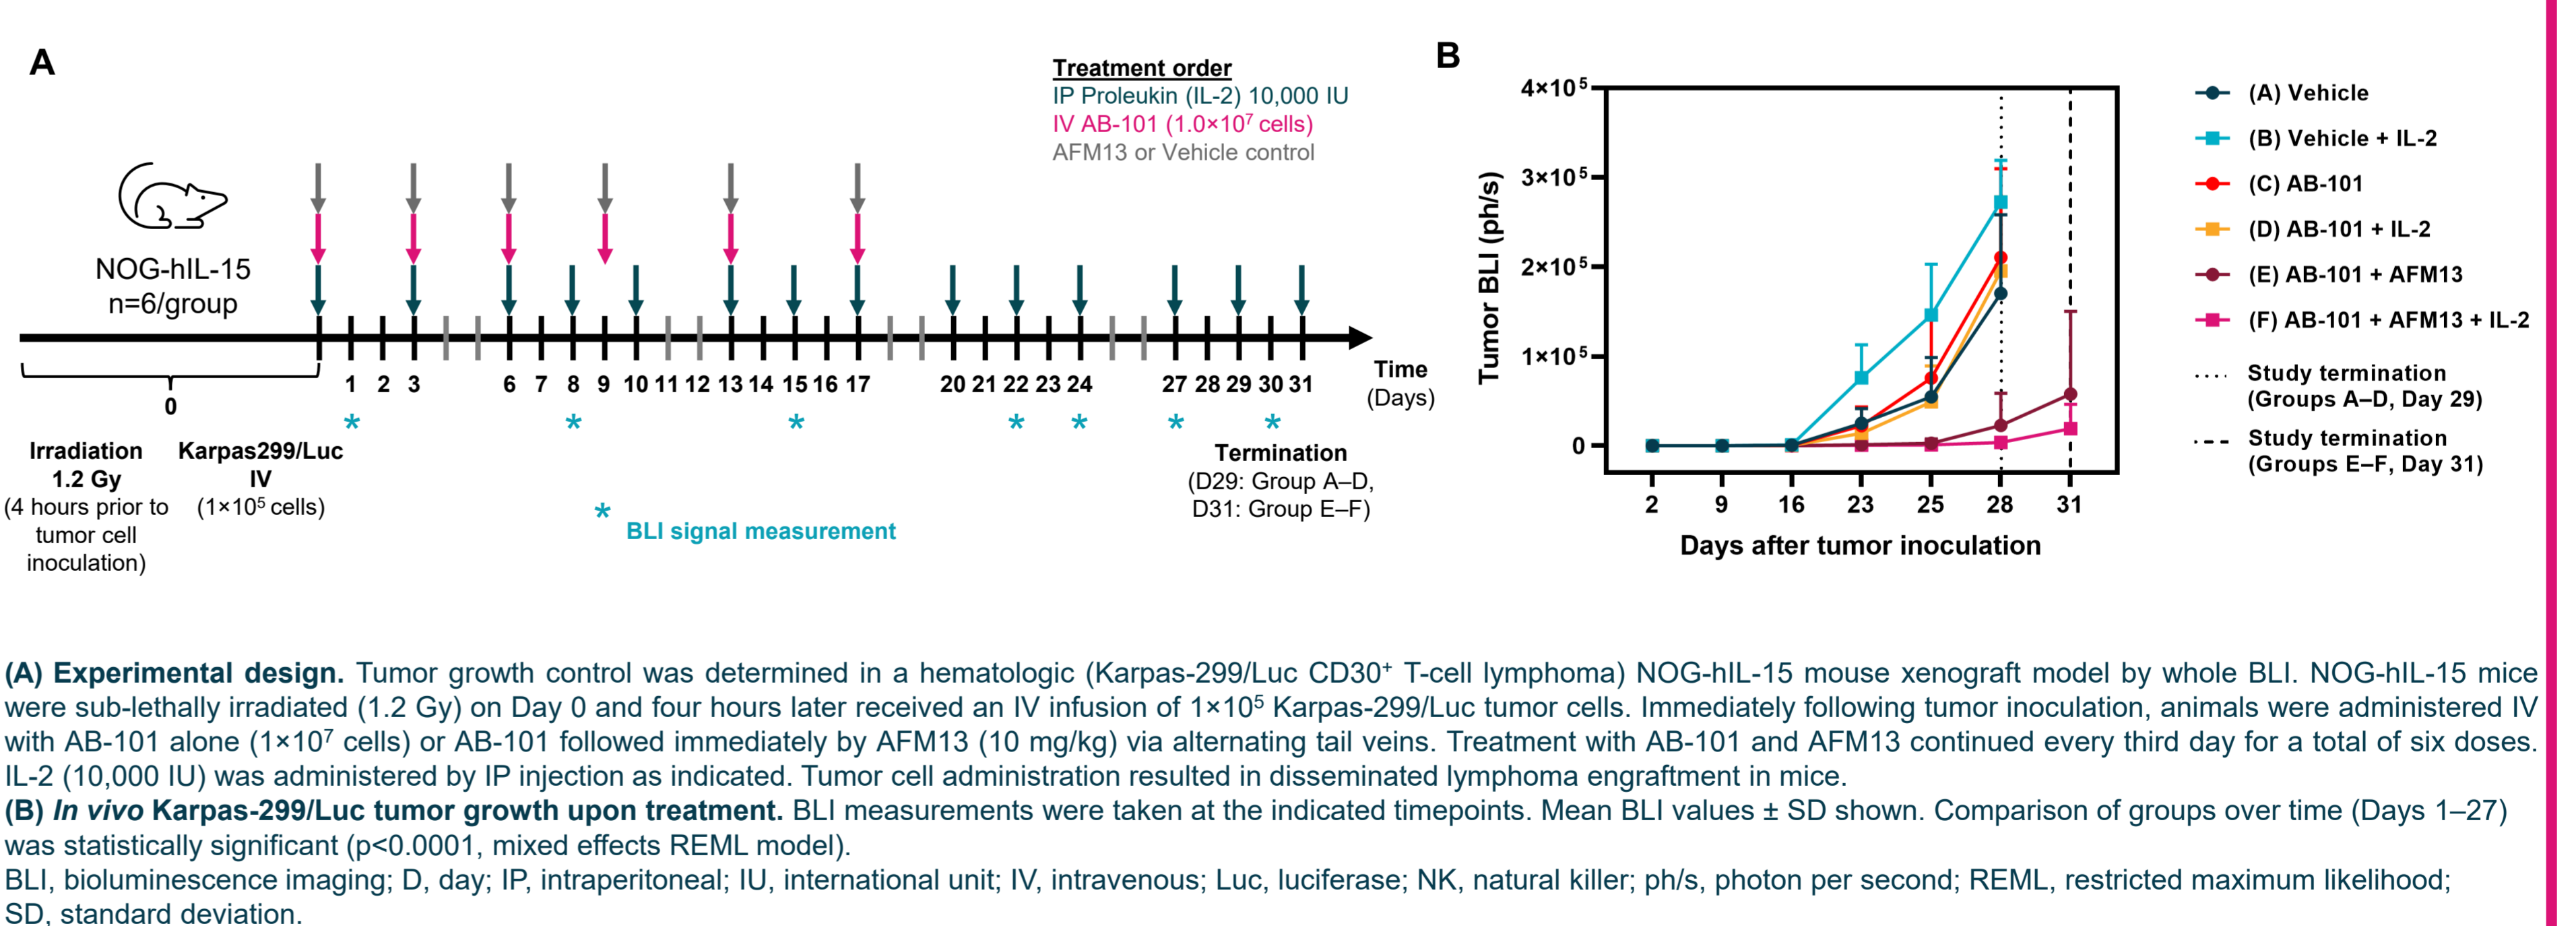 A
Treatment order
IP Proleukin (IL-2) 10,000 IU
IV AB-101 (1.0×10⁷ cells)
AFM13 or Vehicle control
NOG-hIL-15
n=6/group
0
1 2 3 6 7 8 9 10 11 12 13 14 15 16 17 20 21 22 23 24 27 28 29 30 31
Time
(Days)
* * * * * * *
Irradiation
1.2 Gy
(4 hours prior to
tumor cell
inoculation)
Karpas299/Luc
IV
(1×10⁵ cells)
* BLI signal measurement
Termination
(D29: Group A–D,
D31: Group E–F)
B
Tumor BLI (ph/s)
4×10⁵
3×10⁵
2×10⁵
1×10⁵
0
2 9 16 23 25 28 31
Days after tumor inoculation
(A) Vehicle
(B) Vehicle + IL-2
(C) AB-101
(D) AB-101 + IL-2
(E) AB-101 + AFM13
(F) AB-101 + AFM13 + IL-2
Study termination
(Groups A–D, Day 29)
Study termination
(Groups E–F, Day 31)
(A) Experimental design. Tumor growth control was determined in a hematologic (Karpas-299/Luc CD30⁺ T-cell lymphoma) NOG-hIL-15 mouse xenograft model by whole BLI. NOG-hIL-15 mice
were sub-lethally irradiated (1.2 Gy) on Day 0 and four hours later received an IV infusion of 1×10⁵ Karpas-299/Luc tumor cells. Immediately following tumor inoculation, animals were administered IV
with AB-101 alone (1×10⁷ cells) or AB-101 followed immediately by AFM13 (10 mg/kg) via alternating tail veins. Treatment with AB-101 and AFM13 continued every third day for a total of six doses.
IL-2 (10,000 IU) was administered by IP injection as indicated. Tumor cell administration resulted in disseminated lymphoma engraftment in mice.
(B) In vivo Karpas-299/Luc tumor growth upon treatment. BLI measurements were taken at the indicated timepoints. Mean BLI values ± SD shown. Comparison of groups over time (Days 1–27)
was statistically significant (p<0.0001, mixed effects REML model).
BLI, bioluminescence imaging; D, day; IP, intraperitoneal; IU, international unit; IV, intravenous; Luc, luciferase; NK, natural killer; ph/s, photon per second; REML, restricted maximum likelihood;
SD, standard deviation.